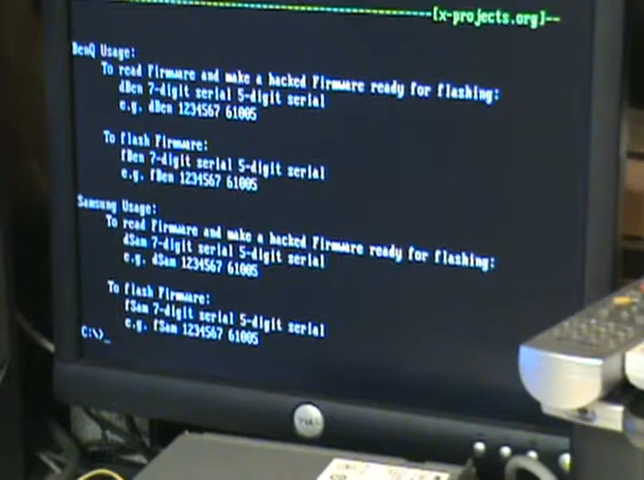 [x-projects.org]--
BenQ Usage:
To read Firmware and make a hacked Firmware ready for flashing:
dBen 7-digit serial 5-digit serial
e.g. dBen 1234567 61005
To flash Firmware:
fBen 7-digit serial 5-digit serial
e.g. fBen 1234567 61005
Samsung Usage:
To read Firmware and make a hacked Firmware ready for flashing:
dSam 7-digit serial 5-digit serial
e.g. dSam 1234567 61005
To flash Firmware:
fSam 7-digit serial 5-digit serial
e.g. fSam 1234567 61005
C:\>_